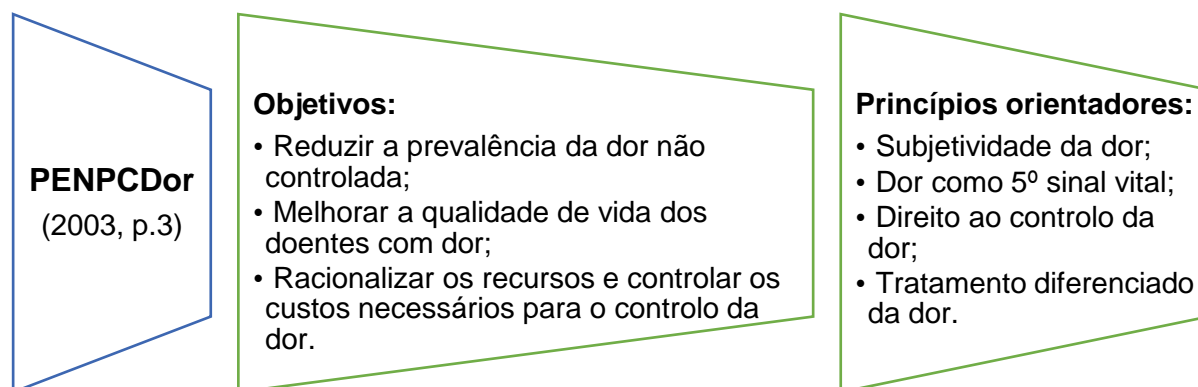 PENPCDor
(2003, p.3)
Objetivos:
• Reduzir a prevalência da dor não
controlada;
• Melhorar a qualidade de vida dos
doentes com dor;
• Racionalizar os recursos e controlar os
custos necessários para o controlo da
dor.
Princípios orientadores:
• Subjetividade da dor;
• Dor como 5º sinal vital;
• Direito ao controlo da
dor;
• Tratamento diferenciado
da dor.